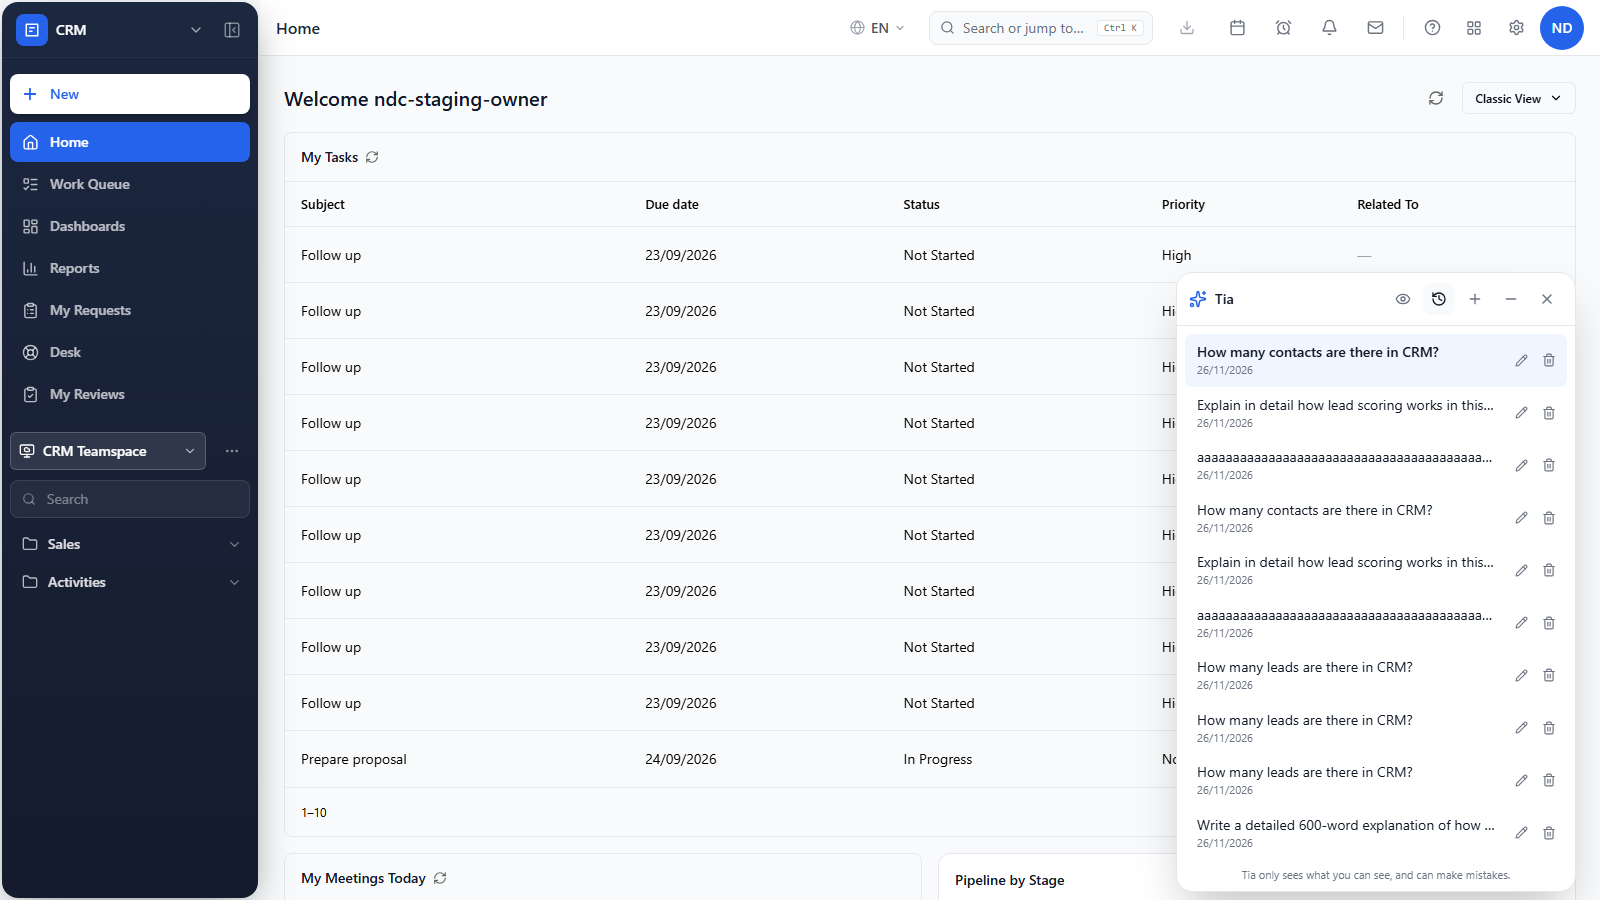 CRM
New
Home
Work Queue
Dashboards
Reports
My Requests
Desk
My Reviews
CRM Teamspace
Search
Sales
Activities
Home
EN
Search or jump to...
Ctrl K
ND
Welcome ndc-staging-owner
Classic View
My Tasks
Subject Due date Status Priority Related To
Follow up 23/09/2026 Not Started High —
Follow up 23/09/2026 Not Started Hi
Follow up 23/09/2026 Not Started Hi
Follow up 23/09/2026 Not Started Hi
Follow up 23/09/2026 Not Started Hi
Follow up 23/09/2026 Not Started Hi
Follow up 23/09/2026 Not Started Hi
Follow up 23/09/2026 Not Started Hi
Follow up 23/09/2026 Not Started Hi
Prepare proposal 24/09/2026 In Progress No
1–10
My Meetings Today
Pipeline by Stage
Tia
How many contacts are there in CRM?
26/11/2026
Explain in detail how lead scoring works in this...
26/11/2026
aaaaaaaaaaaaaaaaaaaaaaaaaaaaaaaaaaaaaaaa...
26/11/2026
How many contacts are there in CRM?
26/11/2026
Explain in detail how lead scoring works in this...
26/11/2026
aaaaaaaaaaaaaaaaaaaaaaaaaaaaaaaaaaaaaaaa...
26/11/2026
How many leads are there in CRM?
26/11/2026
How many leads are there in CRM?
26/11/2026
How many leads are there in CRM?
26/11/2026
Write a detailed 600-word explanation of how ...
26/11/2026
Tia only sees what you can see, and can make mistakes.